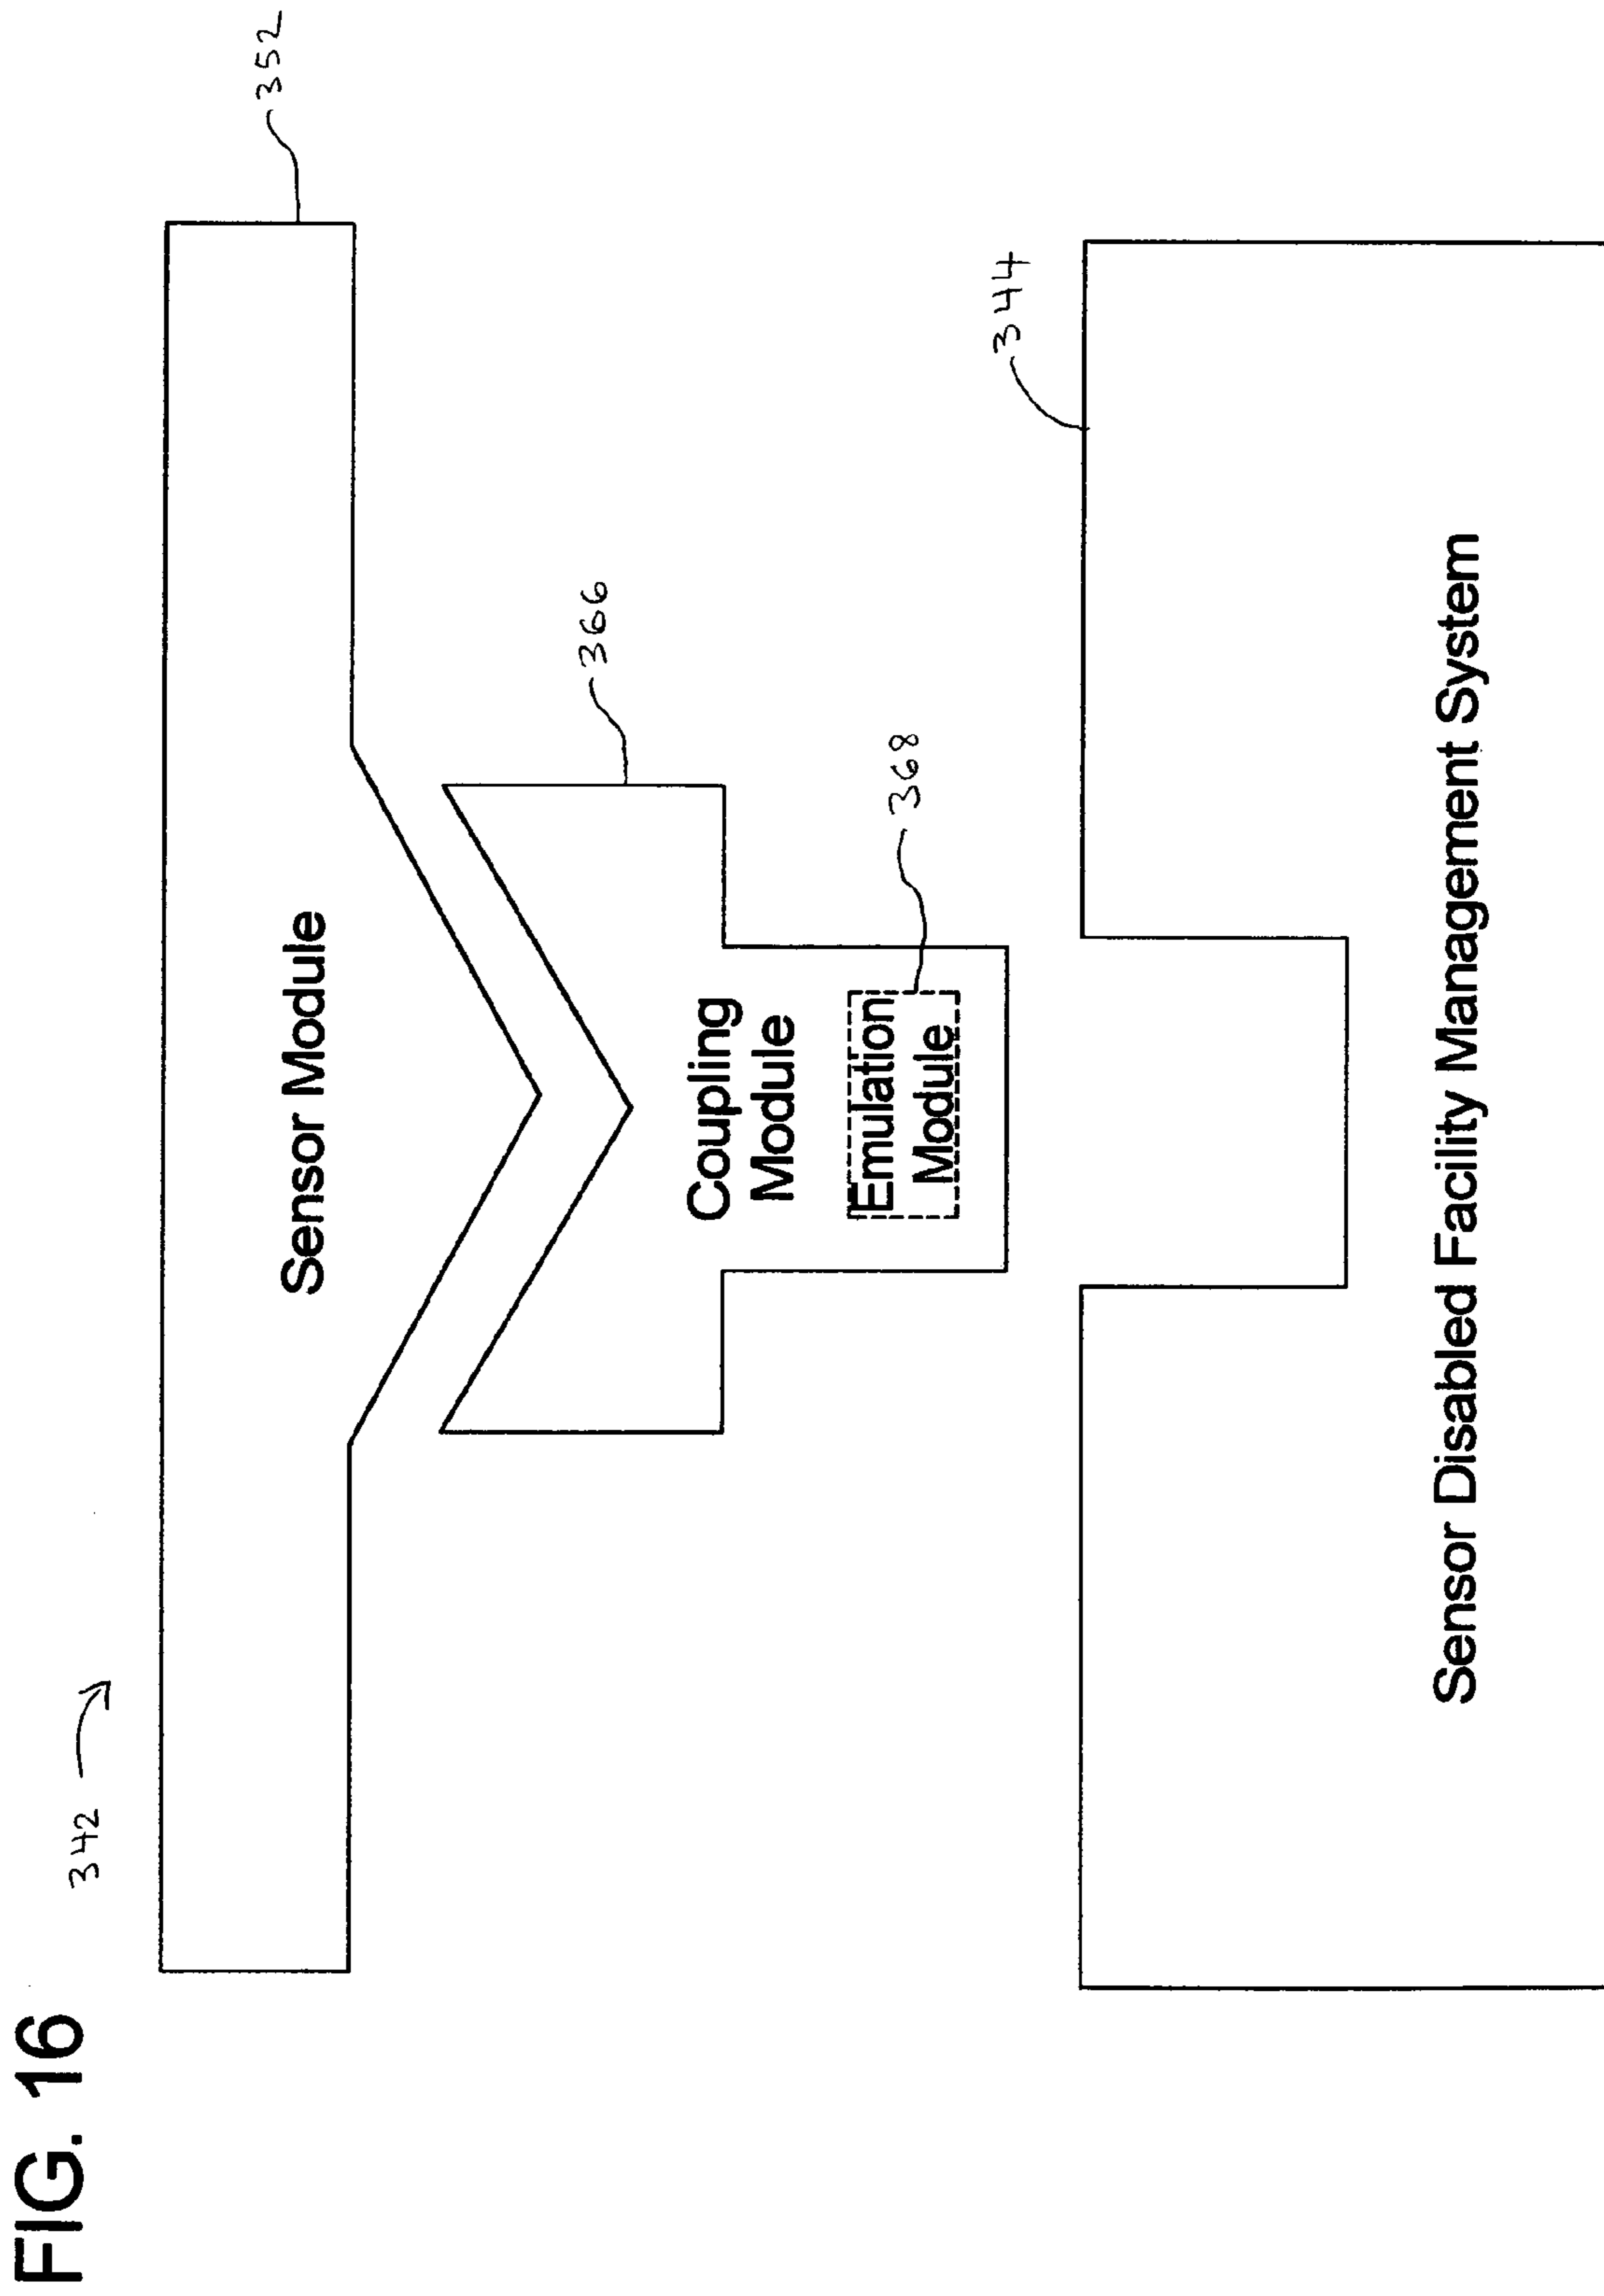 FIG. 16
342
352
Sensor Module
366
Coupling
Module
368
Emulation
Module
344
Sensor Disabled Facility Management System